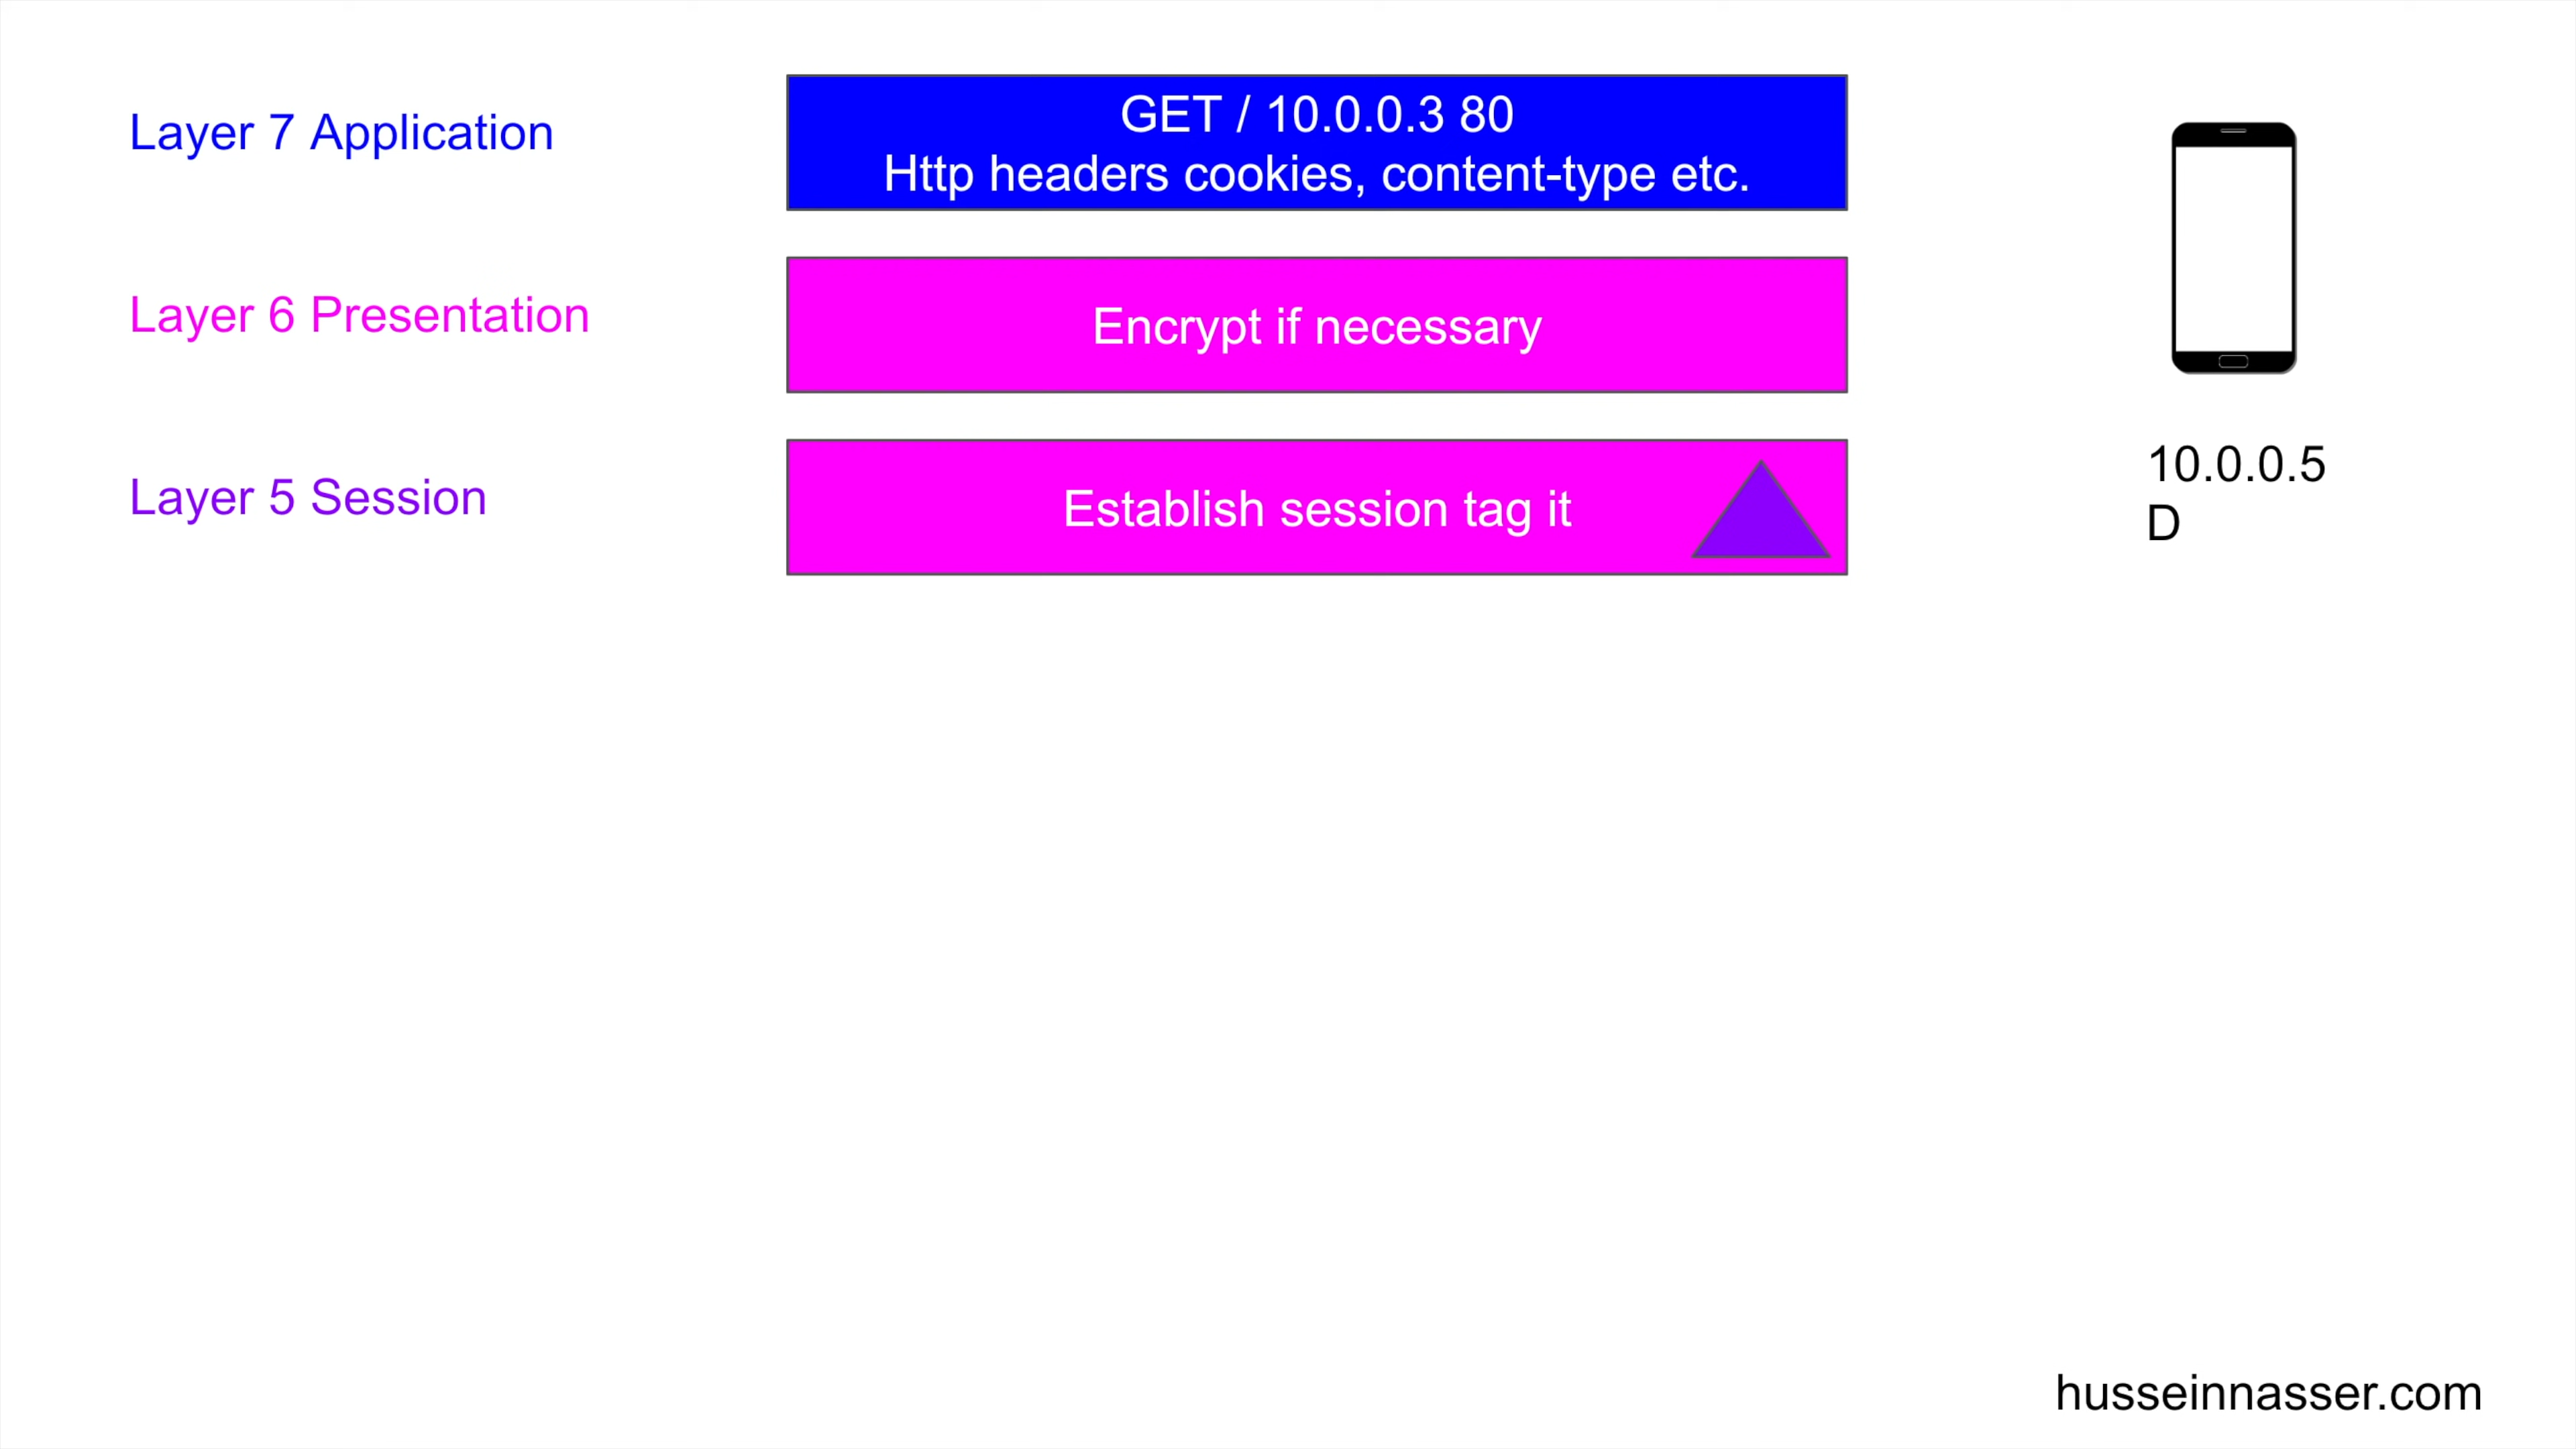 Layer 7 Application
GET / 10.0.0.3 80
Http headers cookies, content-type etc.
Layer 6 Presentation
Encrypt if necessary
Layer 5 Session
Establish session tag it
10.0.0.5
D
husseinnasser.com